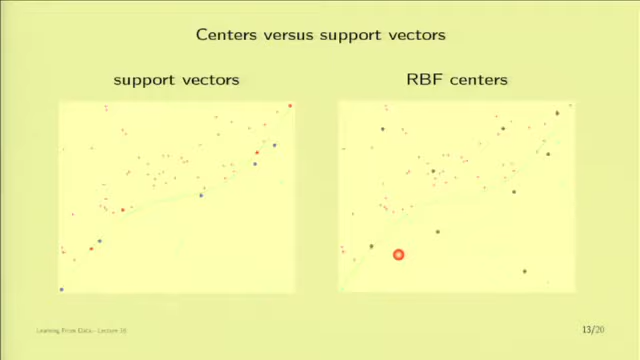 Centers versus support vectors
support vectors
RBF centers
Learning From Data - Lecture 16
13/20